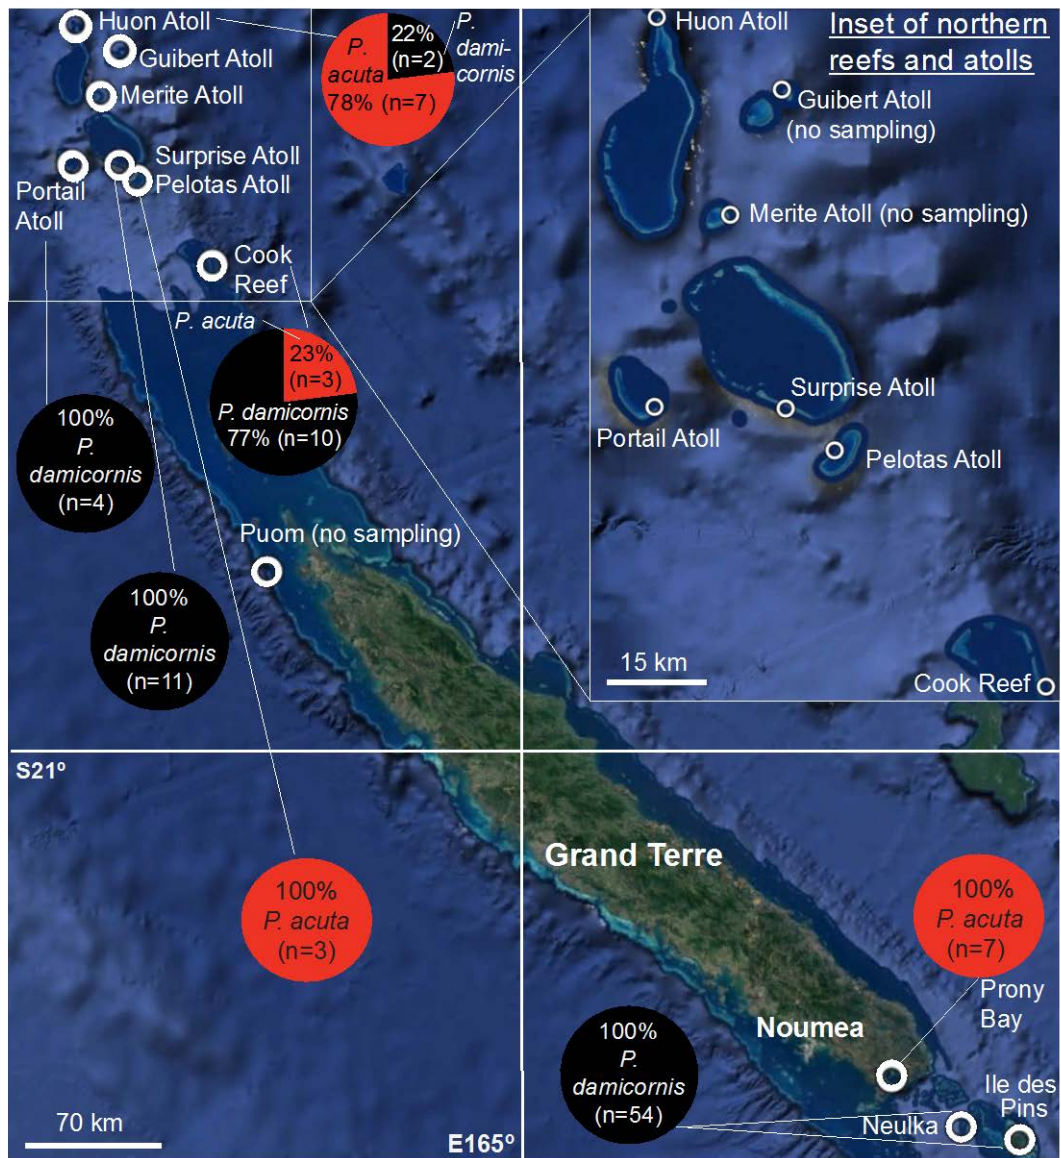 Huon Atoll
Guibert Atoll
Merite Atoll
Surprise Atoll
Pelotas Atoll
Portail
Atoll
Cook
Reef
P.
acuta
78% (n=7)
22%
(n=2)
P.
dami-
cornis
P. acuta
23%
(n=3)
P. damicornis
77% (n=10)
100%
P.
damicornis
(n=4)
Puom (no sampling)
100%
P.
damicornis
(n=11)
Inset of northern
reefs and atolls
Huon Atoll
Guibert Atoll
(no sampling)
Merite Atoll (no sampling)
Surprise Atoll
Portail Atoll
Pelotas Atoll
15 km
Cook Reef
S21º
Grand Terre
100%
P. acuta
(n=3)
100%
P. acuta
(n=7)
Prony
Bay
Noumea
100%
P.
damicornis
(n=54)
Ile des
Pins
Neulka
70 km
E165º